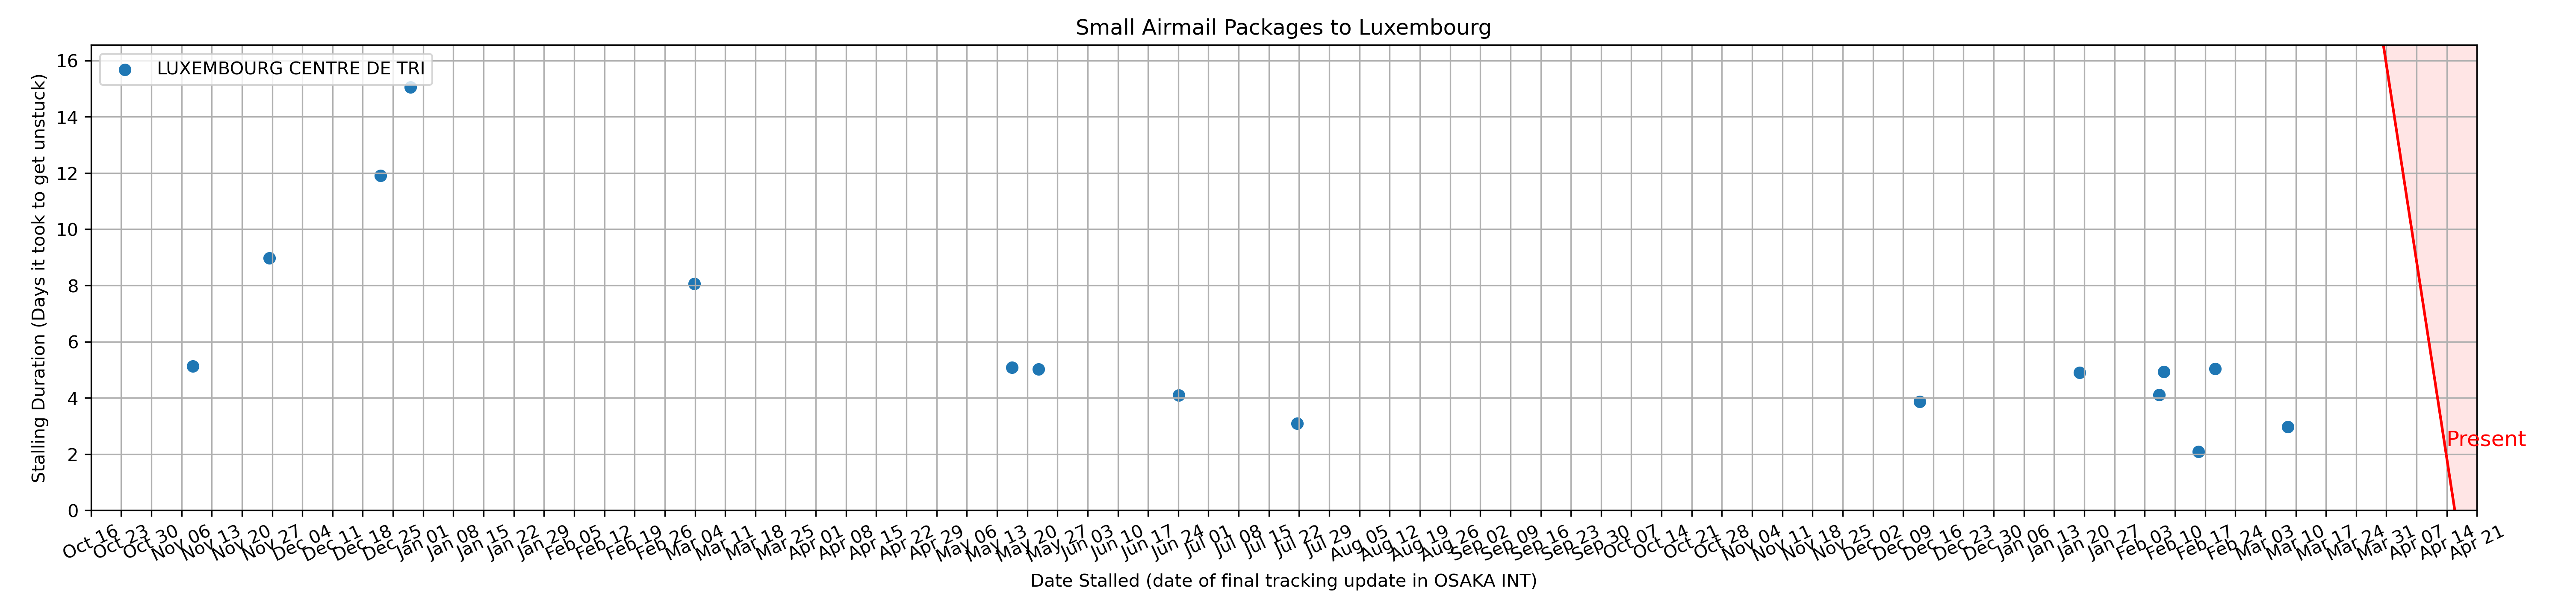 Small Airmail Packages to Luxembourg
LUXEMBOURG CENTRE DE TRI
Stalling Duration (Days it took to get unstuck)
16
14
12
10
8
6
4
2
0
Present
Oct 16 Oct 23 Oct 30 Nov 06 Nov 13 Nov 20 Nov 27 Dec 04 Dec 11 Dec 18 Dec 25 Jan 01 Jan 08 Jan 15 Jan 22 Jan 29 Feb 05 Feb 12 Feb 19 Feb 26 Mar 04 Mar 11 Mar 18 Mar 25 Apr 01 Apr 08 Apr 15 Apr 22 Apr 29 May 06 May 13 May 20 May 27 Jun 03 Jun 10 Jun 17 Jun 24 Jul 01 Jul 08 Jul 15 Jul 22 Jul 29 Aug 05 Aug 12 Aug 19 Aug 26 Sep 02 Sep 09 Sep 16 Sep 23 Sep 30 Oct 07 Oct 14 Oct 21 Oct 28 Nov 04 Nov 11 Nov 18 Nov 25 Dec 02 Dec 09 Dec 16 Dec 23 Dec 30 Jan 06 Jan 13 Jan 20 Jan 27 Feb 03 Feb 10 Feb 17 Feb 24 Mar 03 Mar 10 Mar 17 Mar 24 Mar 31 Apr 07 Apr 14 Apr 21
Date Stalled (date of final tracking update in OSAKA INT)